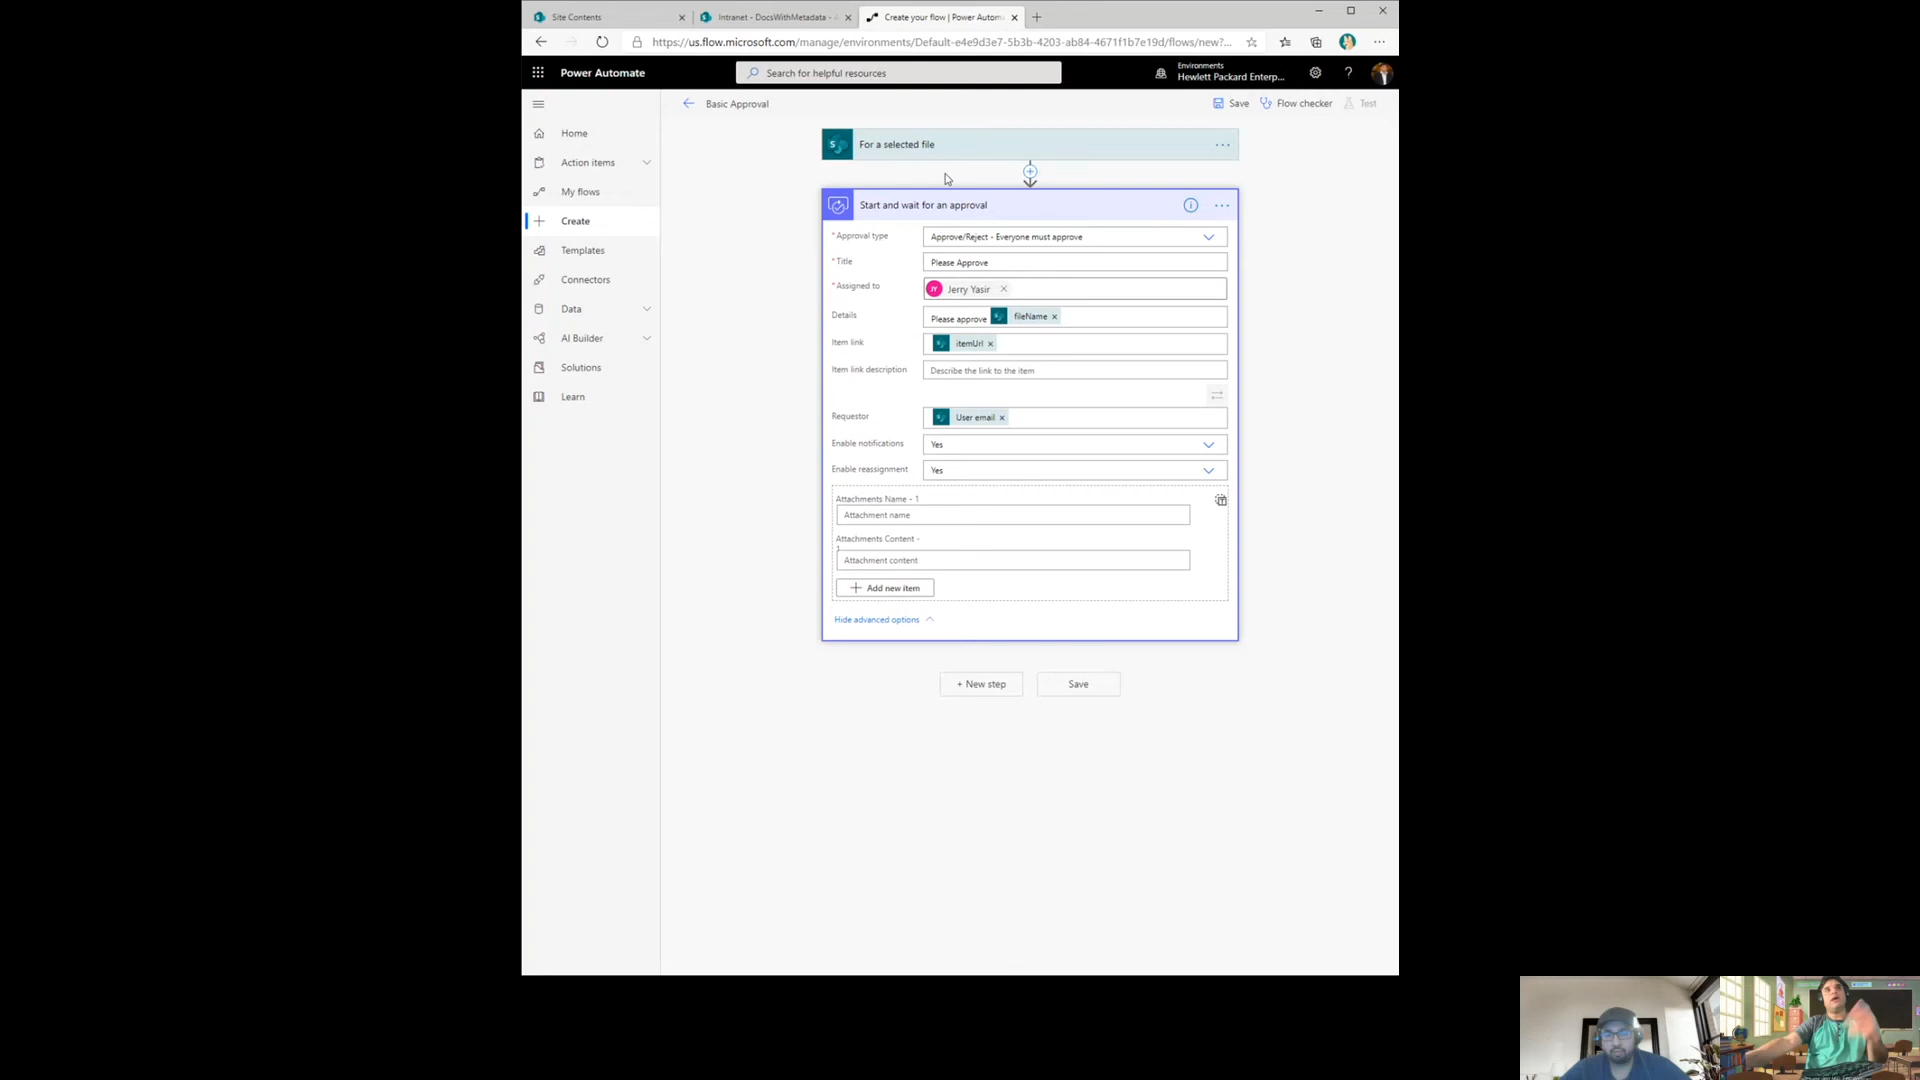 Site Contents
Intranet - DocsWithMetadata - A
Create your flow | Power Autom
https://us.flow.microsoft.com/manage/environments/Default-e4e9d3e7-5b3b-4203-ab84-4671f1b7e19d/flows/new?...
Power Automate
Search for helpful resources
Environments
Hewlett Packard Enterp...
Basic Approval
Save
Flow checker
Test
Home
Action items
My flows
Create
Templates
Connectors
Data
AI Builder
Solutions
Learn
For a selected file
Start and wait for an approval
* Approval type
Approve/Reject - Everyone must approve
* Title
Please Approve
* Assigned to
JY Jerry Yasir
Details
Please approve fileName
Item link
itemUrl
Item link description
Describe the link to the item
Requestor
User email
Enable notifications
Yes
Enable reassignment
Yes
Attachments Name - 1
Attachment name
Attachments Content -
1
Attachment content
Add new item
Hide advanced options
+ New step
Save